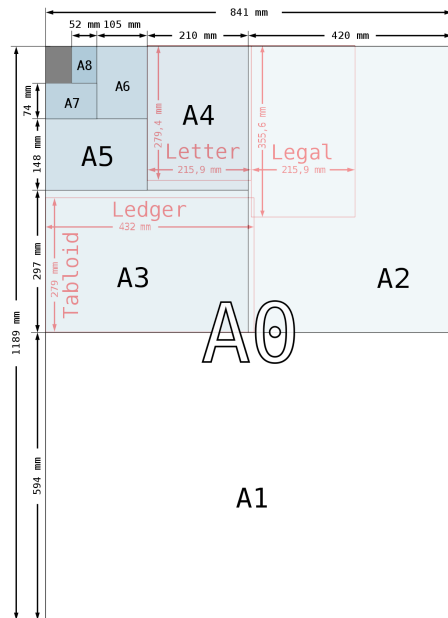 841 mm
52 mm 105 mm
210 mm
420 mm
A8
A6
A7
A4
A5
74 mm
148 mm
279,4 mm
Letter
215,9 mm
355,6 mm
Legal
215,9 mm
Ledger
432 mm
279 mm
Tabloid
A3
A2
297 mm
1189 mm
A0
594 mm
A1